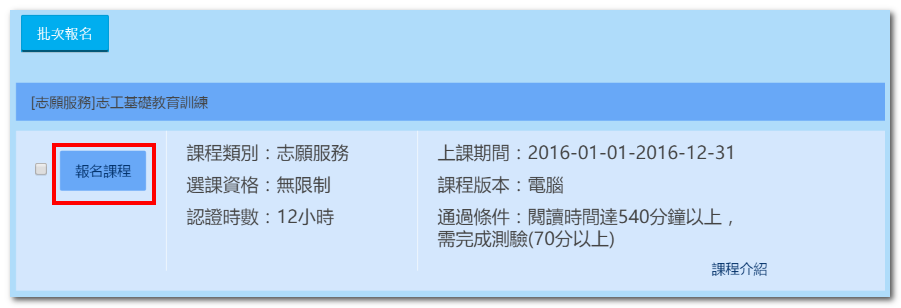 批次報名
[志願服務]志工基礎教育訓練
報名課程
課程類別：志願服務
選課資格：無限制
認證時數：12小時
上課期間：2016-01-01-2016-12-31
課程版本：電腦
通過條件：閱讀時間達540分鐘以上，
需完成測驗(70分以上)
課程介紹